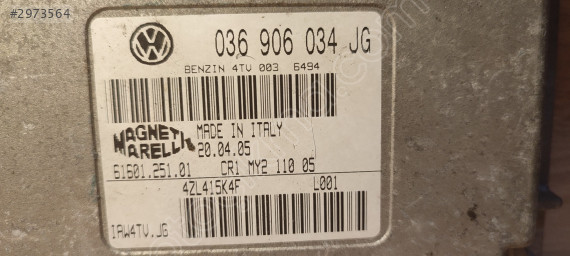 #2973564
036 906 034 JG
BENZIN 4TV 003 6494
MAGNETI MARELLI
MADE IN ITALY
20.04.05
61601.251.01 CR1 MY2 110 05
4ZL415K4F L001
IAW4TV.JG